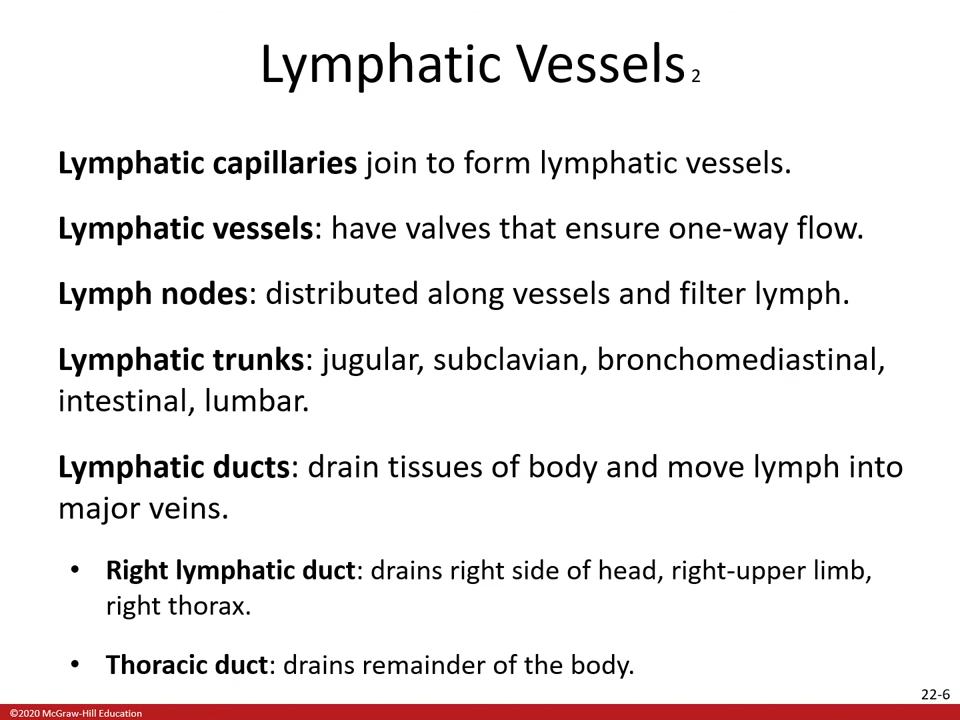 Lymphatic Vessels 2
Lymphatic capillaries join to form lymphatic vessels.
Lymphatic vessels: have valves that ensure one-way flow.
Lymph nodes: distributed along vessels and filter lymph.
Lymphatic trunks: jugular, subclavian, bronchomediastinal,
intestinal, lumbar.
Lymphatic ducts: drain tissues of body and move lymph into
major veins.
• Right lymphatic duct: drains right side of head, right-upper limb,
right thorax.
• Thoracic duct: drains remainder of the body.
22-6
©2020 McGraw-Hill Education